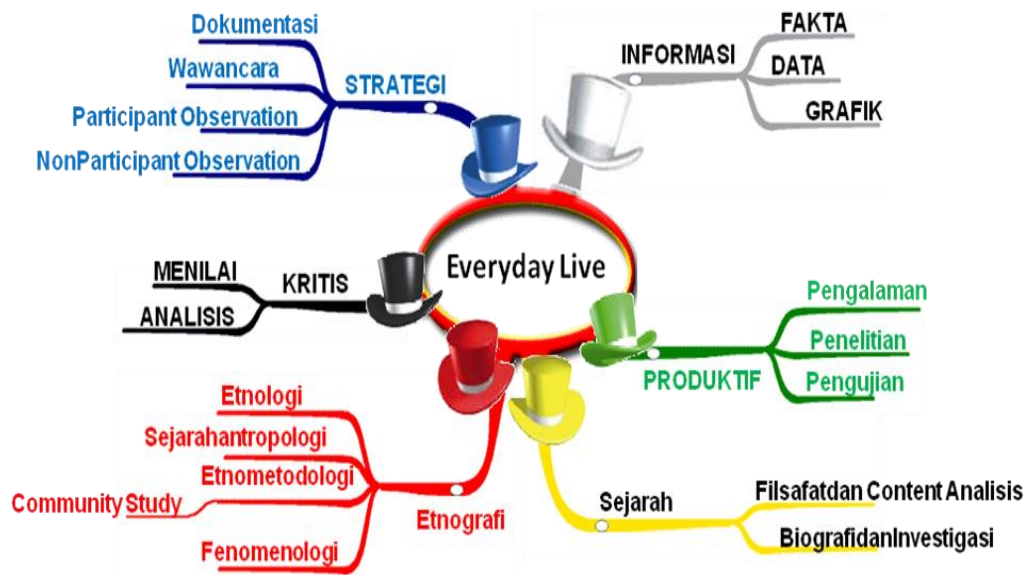 Dokumentasi
Wawancara
Participant Observation
NonParticipant Observation
STRATEGI
INFORMASI
FAKTA
DATA
GRAFIK
Everyday Live
MENILAI
ANALISIS
KRITIS
PRODUKTIF
Pengalaman
Penelitian
Pengujian
Etnologi
Sejarahantropologi
Etnometodologi
Community Study
Fenomenologi
Etnografi
Sejarah
Filsafatdan Content Analisis
BiografidanInvestigasi